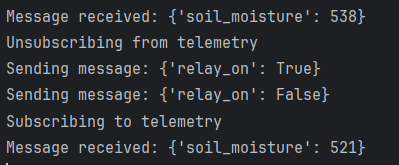 Message received: {'soil_moisture': 538}
Unsubscribing from telemetry
Sending message: {'relay_on': True}
Sending message: {'relay_on': False}
Subscribing to telemetry
Message received: {'soil_moisture': 521}